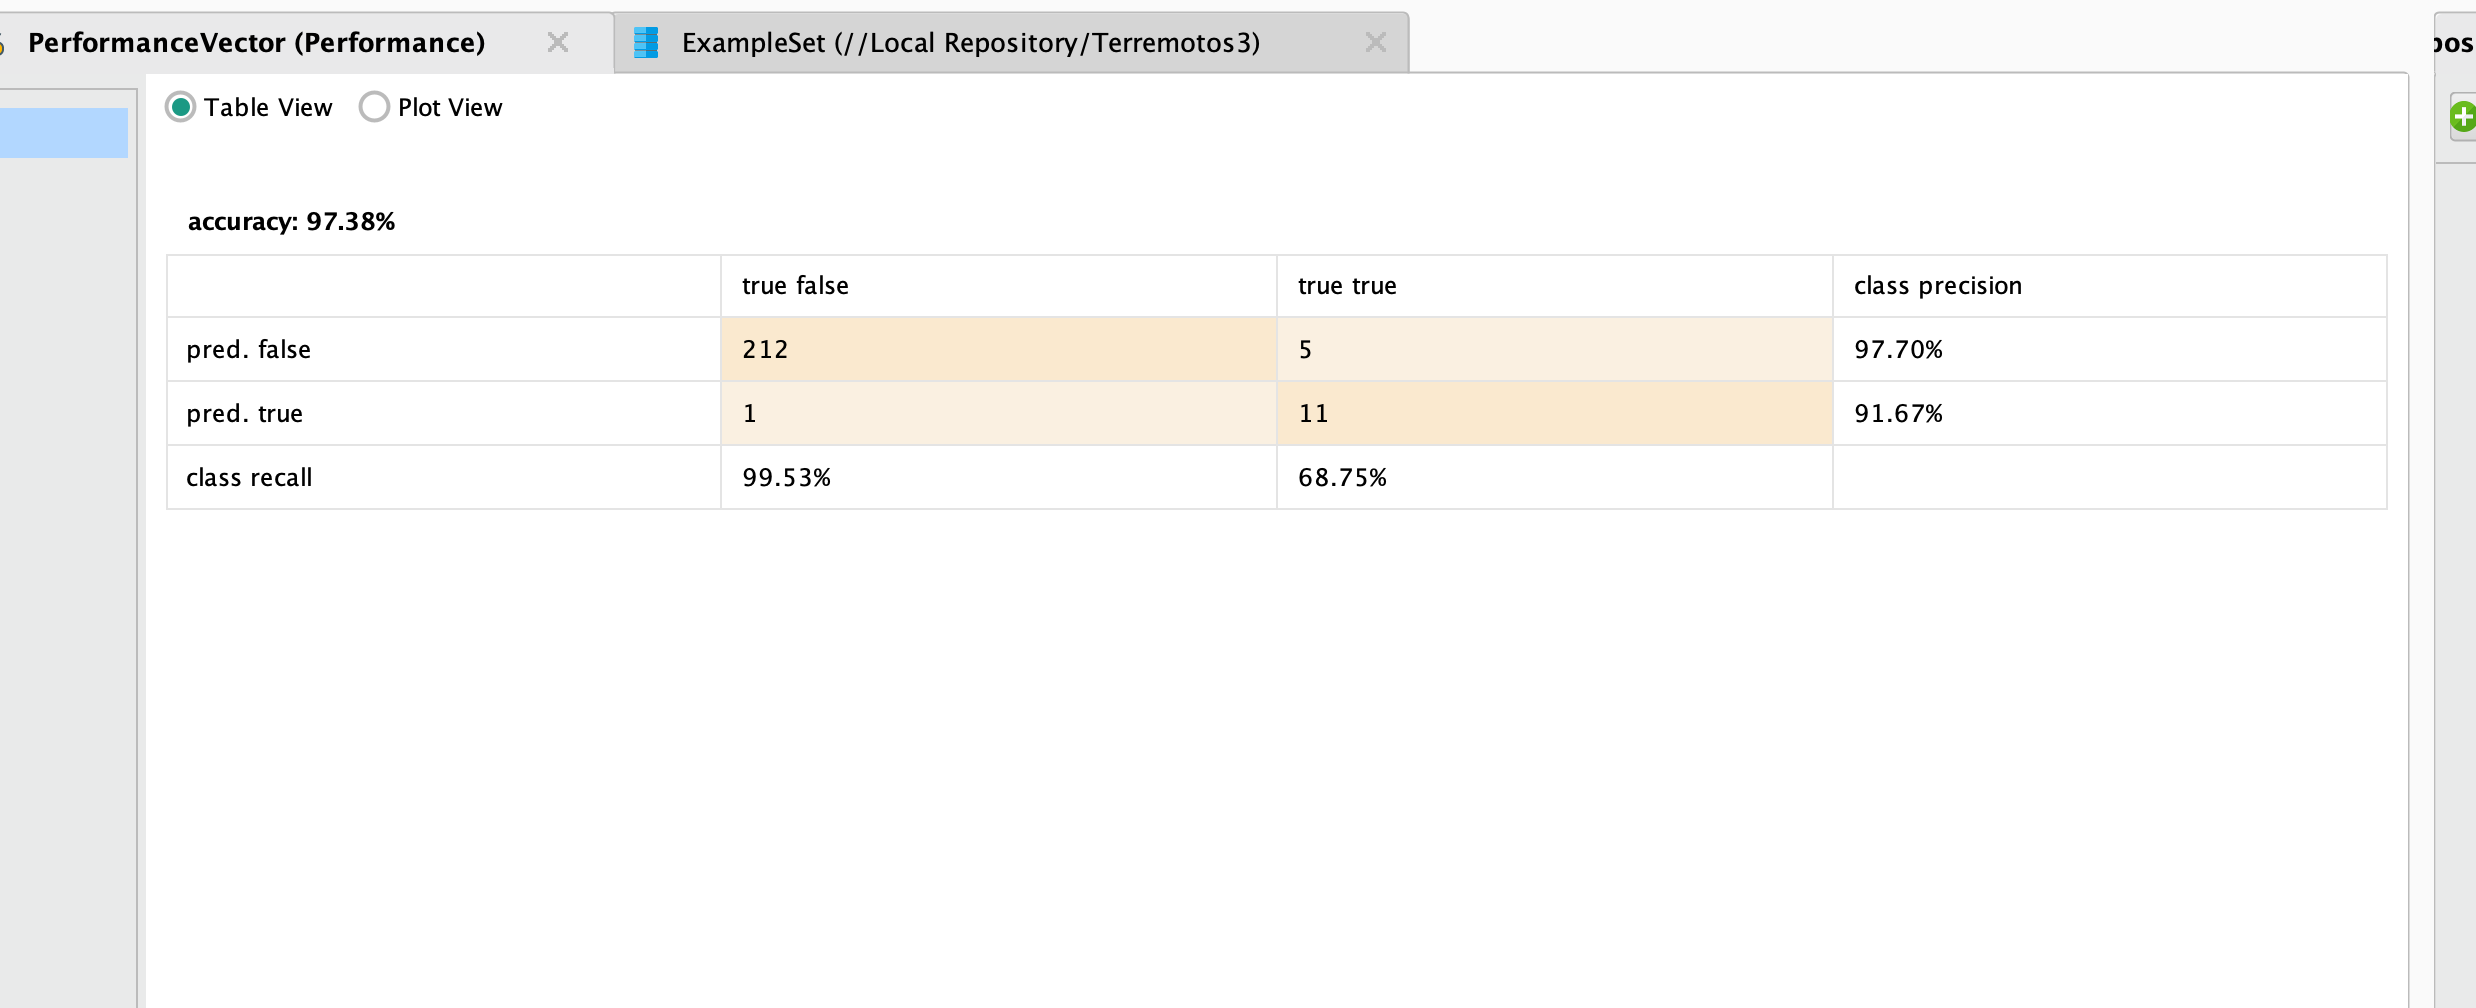 PerformanceVector (Performance)
ExampleSet (//Local Repository/Terremotos3)
Table View
Plot View
accuracy: 97.38%
true false true true class precision
pred. false 212 5 97.70%
pred. true 1 11 91.67%
class recall 99.53% 68.75%